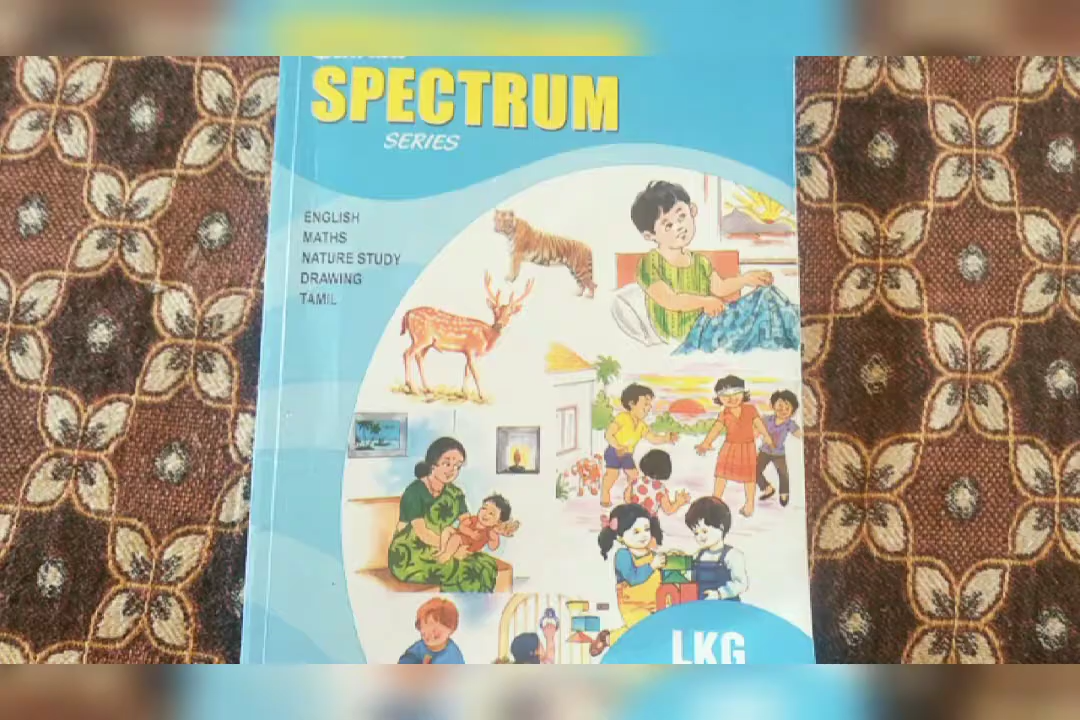 SPECTRUM
SERIES
ENGLISH
MATHS
NATURE STUDY
DRAWING
TAMIL
LKG